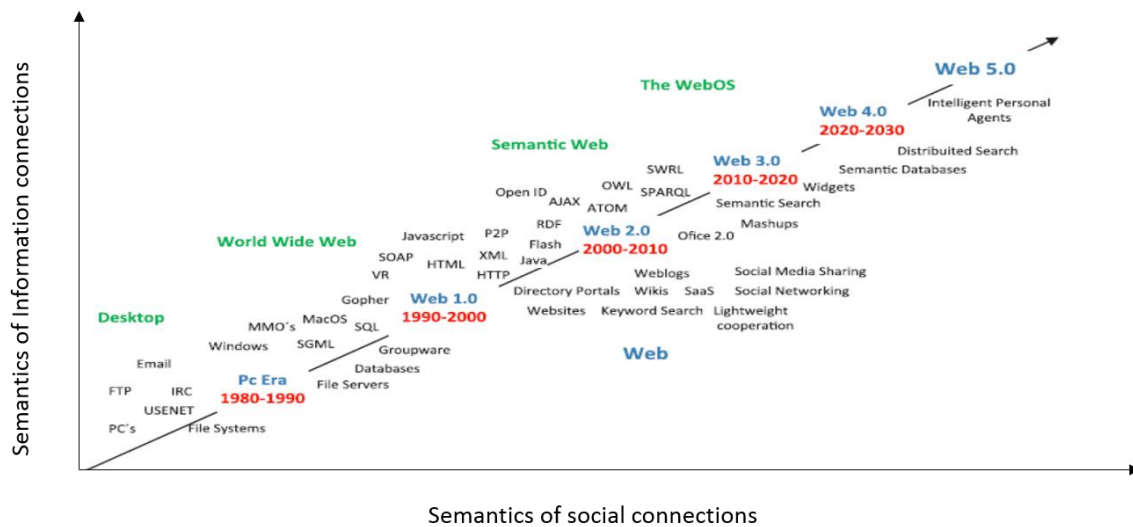 Semantics of Information connections
Web 5.0
The WebOS
Intelligent Personal
Agents
Web 4.0
2020-2030
Semantic Web
Distribuited Search
Web 3.0
2010-2020
SWRL
Semantic Databases
Widgets
Open ID
OWL
SPARQL
AJAX
ATOM
Semantic Search
RDF
Mashups
Web 2.0
2000-2010
Ofice 2.0
World Wide Web
Javascript
P2P
Flash
SOAP
HTML
XML
Java
VR
HTTP
Weblogs
Social Media Sharing
Directory Portals
Wikis
SaaS
Social Networking
Gopher
Web 1.0
1990-2000
Websites
Keyword Search
Lightweight
cooperation
Desktop
MMO´s
MacOS
SQL
Windows
SGML
Groupware
Web
Email
Databases
Pc Era
1980-1990
File Servers
FTP
IRC
USENET
PC´s
File Systems
Semantics of social connections